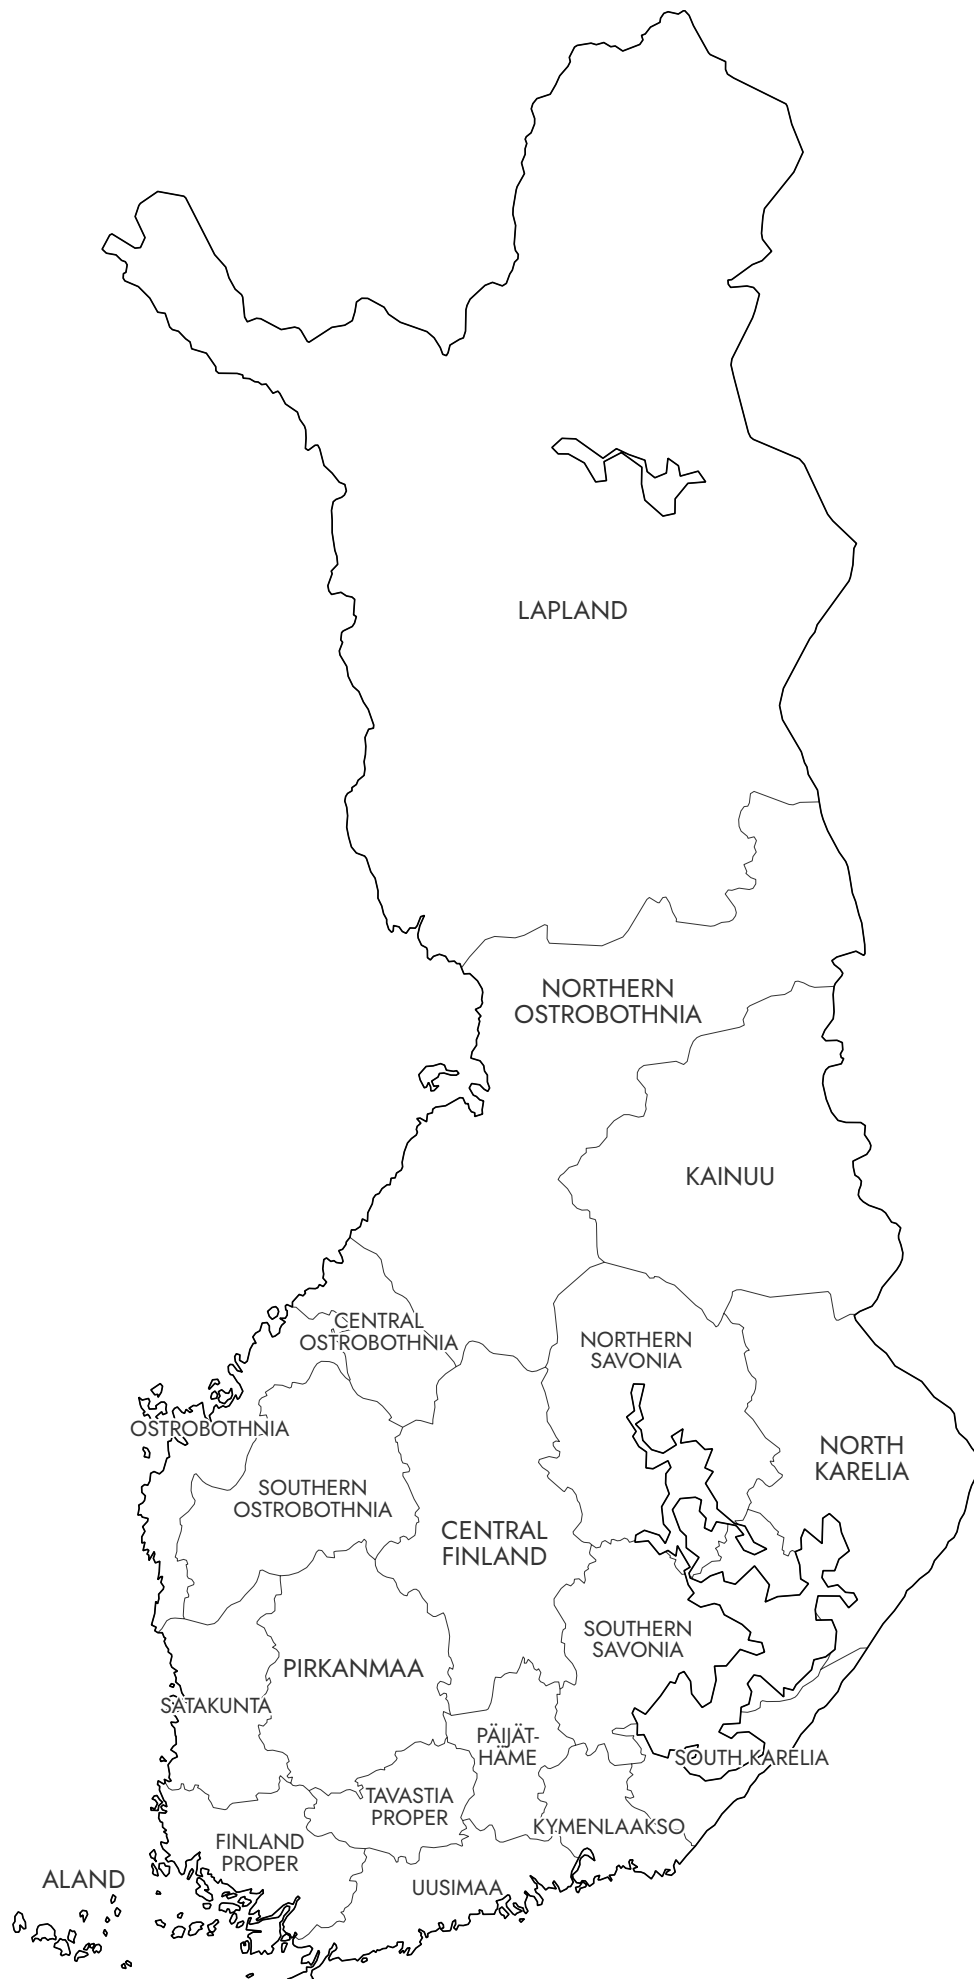 LAPLAND
NORTHERN
OSTROBOTHNIA
KAINUU
CENTRAL
OSTROBOTHNIA
NORTHERN
SAVONIA
OSTROBOTHNIA
NORTH
KARELIA
SOUTHERN
OSTROBOTHNIA
CENTRAL
FINLAND
SOUTHERN
SAVONIA
PIRKANMAA
SATAKUNTA
PÄIJÄT-
HÄME
SOUTH KARELIA
TAVASTIA
PROPER
KYMENLAAKSO
FINLAND
PROPER
ALAND
UUSIMAA